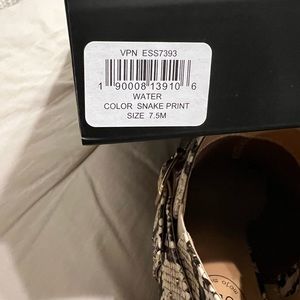 VPN ESS7393
1 90008 13910 6
WATER
COLOR SNAKE PRINT
SIZE 7.5M